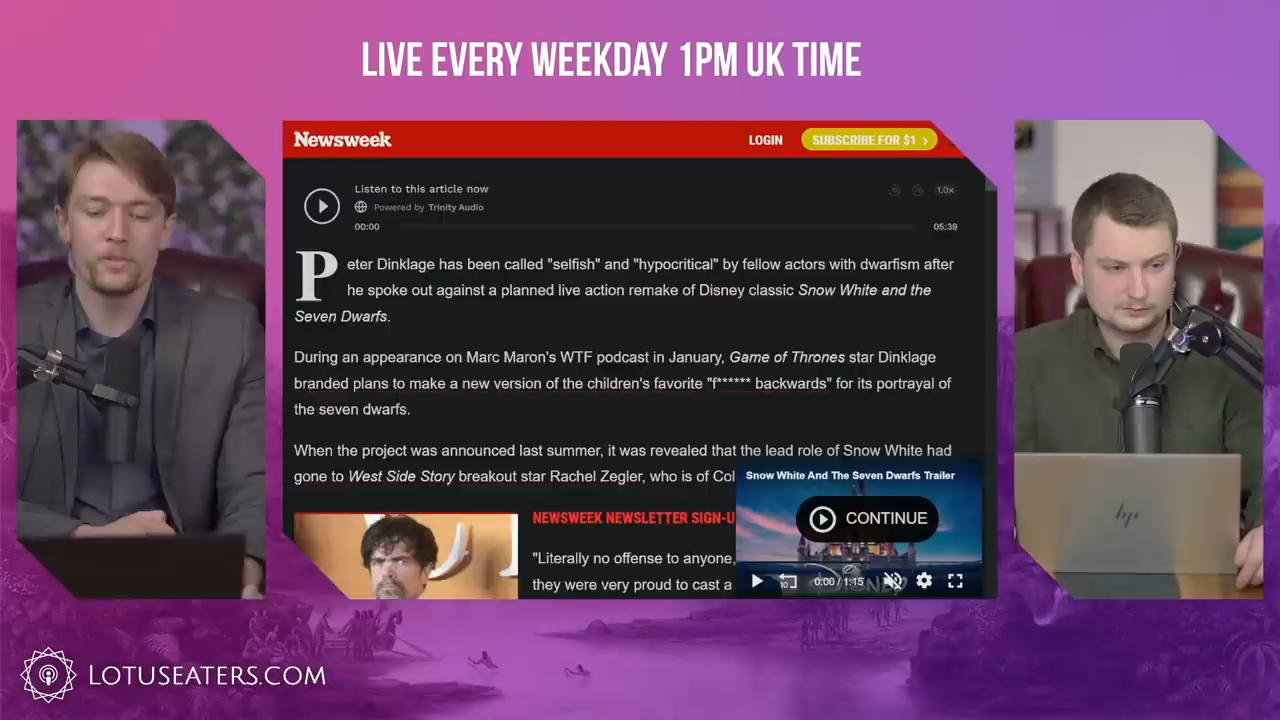 LIVE EVERY WEEKDAY 1PM UK TIME
Newsweek
LOGIN
SUBSCRIBE FOR $1 >
Listen to this article now
Powered by Trinity Audio
1.0x
00:00
05:39
Peter Dinklage has been called "selfish" and "hypocritical" by fellow actors with dwarfism after
he spoke out against a planned live action remake of Disney classic Snow White and the
Seven Dwarfs.
During an appearance on Marc Maron's WTF podcast in January, Game of Thrones star Dinklage
branded plans to make a new version of the children's favorite "f****** backwards" for its portrayal of
the seven dwarfs.
When the project was announced last summer, it was revealed that the lead role of Snow White had
gone to West Side Story breakout star Rachel Zegler, who is of Col
Snow White And The Seven Dwarfs Trailer
CONTINUE
NEWSWEEK NEWSLETTER SIGN-U
"Literally no offense to anyone,
they were very proud to cast a
10
0:00 / 1:15
hp
LOTUSEATERS.COM